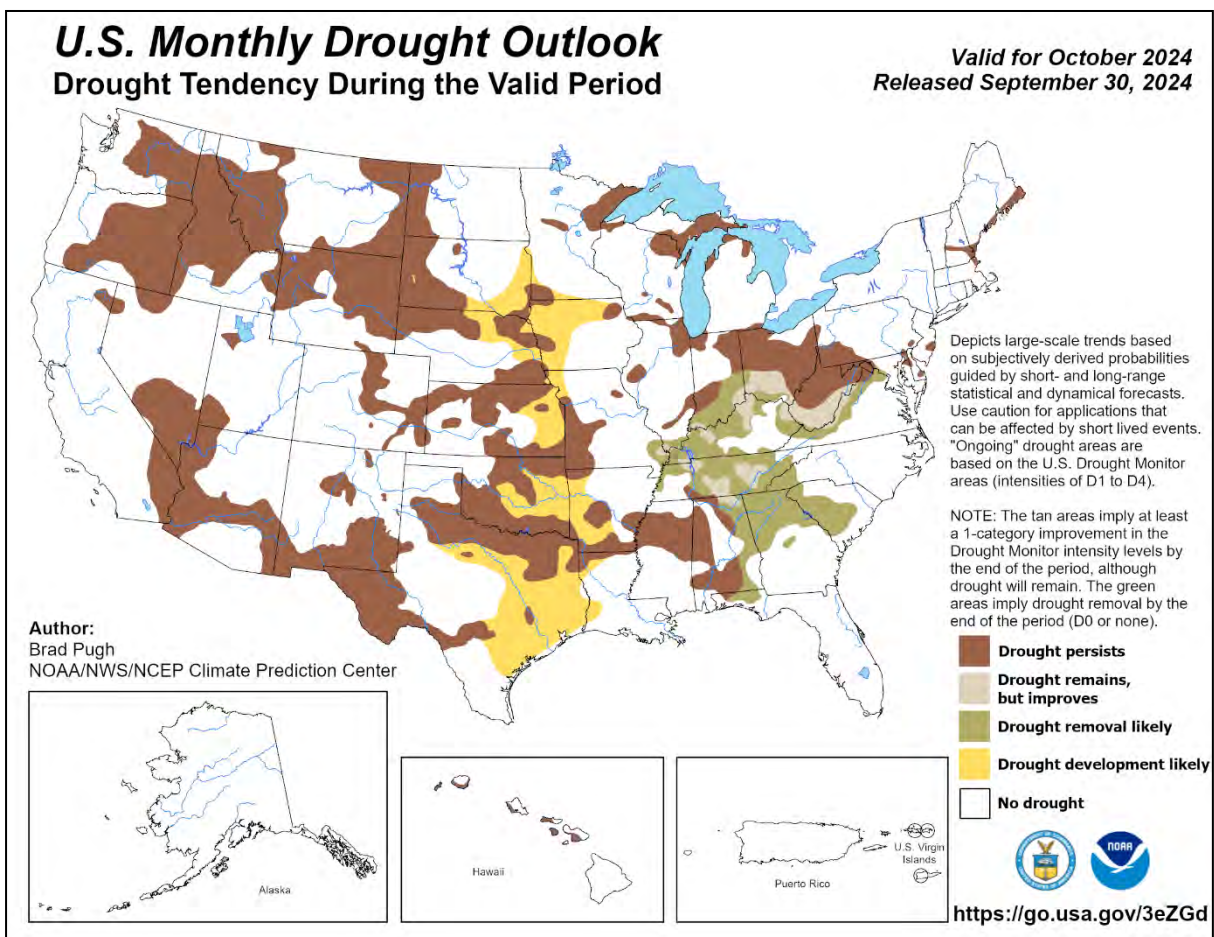 U.S. Monthly Drought Outlook
Drought Tendency During the Valid Period
Valid for October 2024
Released September 30, 2024
Depicts large-scale trends based
on subjectively derived probabilities
guided by short- and long-range
statistical and dynamical forecasts.
Use caution for applications that
can be affected by short lived events.
"Ongoing" drought areas are
based on the U.S. Drought Monitor
areas (intensities of D1 to D4).
NOTE: The tan areas imply at least
a 1-category improvement in the
Drought Monitor intensity levels by
the end of the period, although
drought will remain. The green
areas imply drought removal by the
end of the period (D0 or none).
Author:
Brad Pugh
NOAA/NWS/NCEP Climate Prediction Center
Drought persists
Drought remains,
but improves
Drought removal likely
Drought development likely
No drought
Alaska
Hawaii
Puerto Rico
U.S. Virgin
Islands
NOAA
https://go.usa.gov/3eZGd